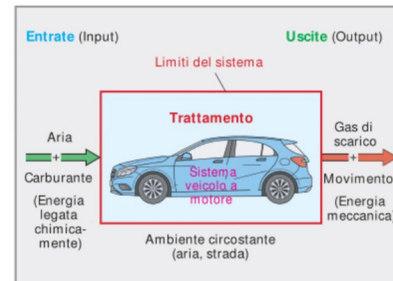 Entrate (Input)
Uscite (Output)
Limiti del sistema
Trattamento
Aria
+
Carburante
(Energia
legata
chimica-
mente)
Sistema
veicolo a
motore
Gas di
scarico
+
Movimento
(Energia
meccanica)
Ambiente circostante
(aria, strada)